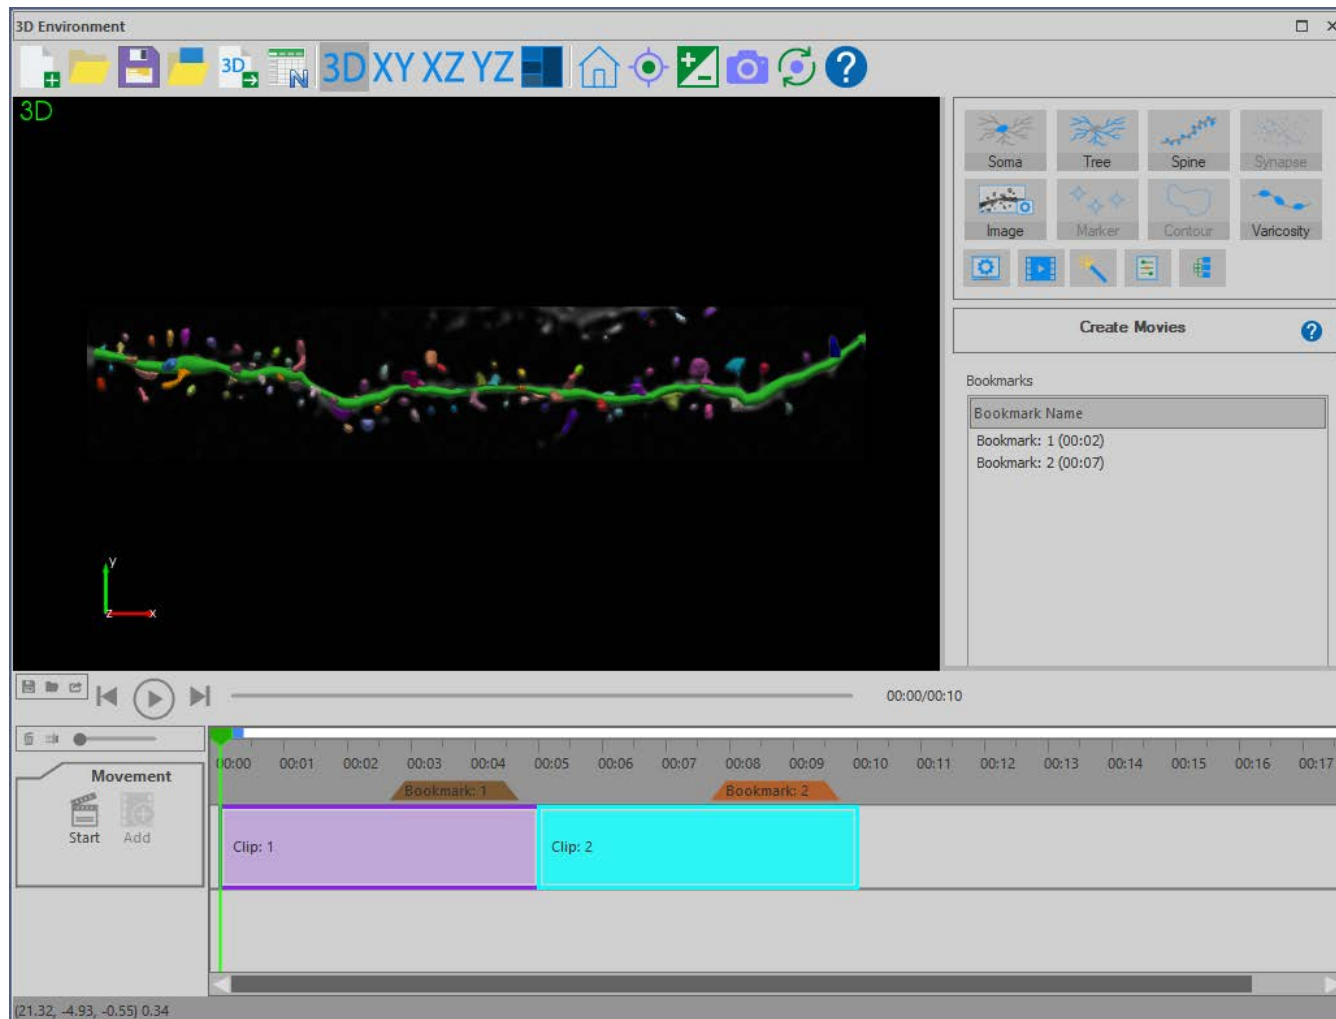 3D Environment
3D
N
3D XY XZ YZ
?
3D
Soma Tree Spine Synapse
Image Marker Contour Varicosity
Create Movies ?
Bookmarks
Bookmark Name
Bookmark: 1 (00:02)
Bookmark: 2 (00:07)
y
z x
00:00/00:10
00:00 00:01 00:02 00:03 00:04 00:05 00:06 00:07 00:08 00:09 00:10 00:11 00:12 00:13 00:14 00:15 00:16 00:17
Movement
Bookmark: 1 Bookmark: 2
Start Add
Clip: 1 Clip: 2
(21.32, -4.93, -0.55) 0.34